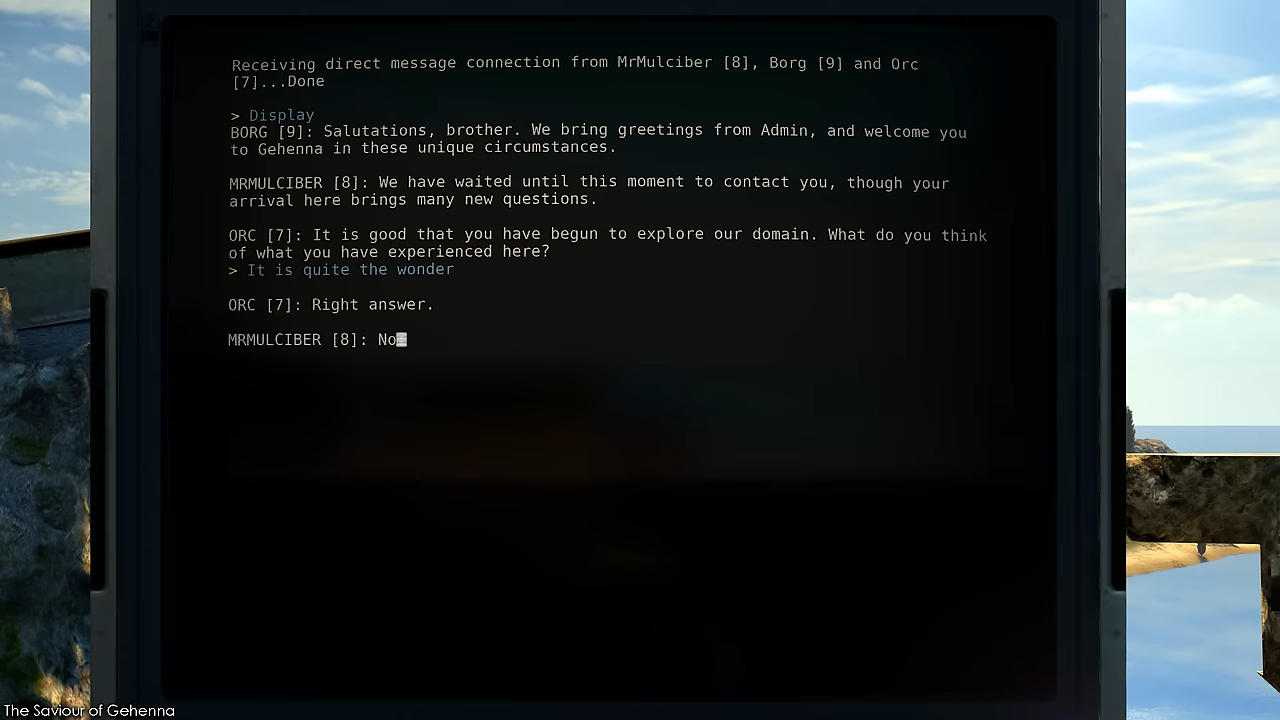 Receiving direct message connection from MrMulciber [8], Borg [9] and Orc
[7]...Done
> Display
BORG [9]: Salutations, brother. We bring greetings from Admin, and welcome you
to Gehenna in these unique circumstances.
MRMULCIBER [8]: We have waited until this moment to contact you, though your
arrival here brings many new questions.
ORC [7]: It is good that you have begun to explore our domain. What do you think
of what you have experienced here?
> It is quite the wonder
ORC [7]: Right answer.
MRMULCIBER [8]: No
The Saviour of Gehenna